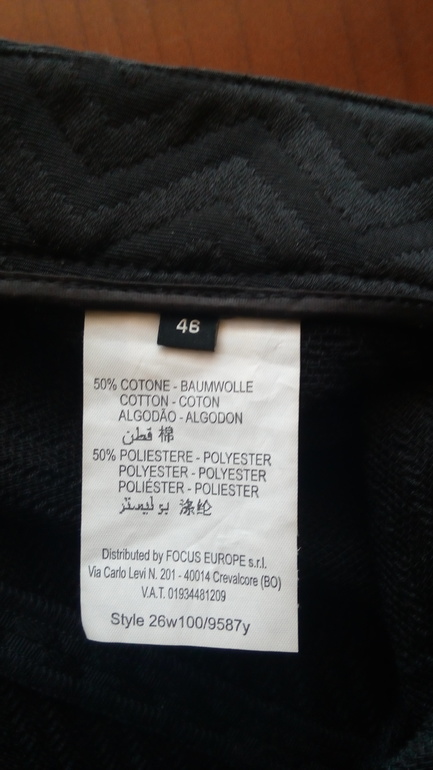 46
50% COTONE - BAUMWOLLE
COTTON - COTON
ALGODÃO - ALGODON
قطن 棉
50% POLIESTERE - POLYESTER
POLYESTER - POLYESTER
POLIÉSTER - POLIESTER
بوليستر 涤纶
Distributed by FOCUS EUROPE s.r.l.
Via Carlo Levi N. 201 - 40014 Crevalcore (BO)
V.A.T. 01934481209
Style 26w100/9587y